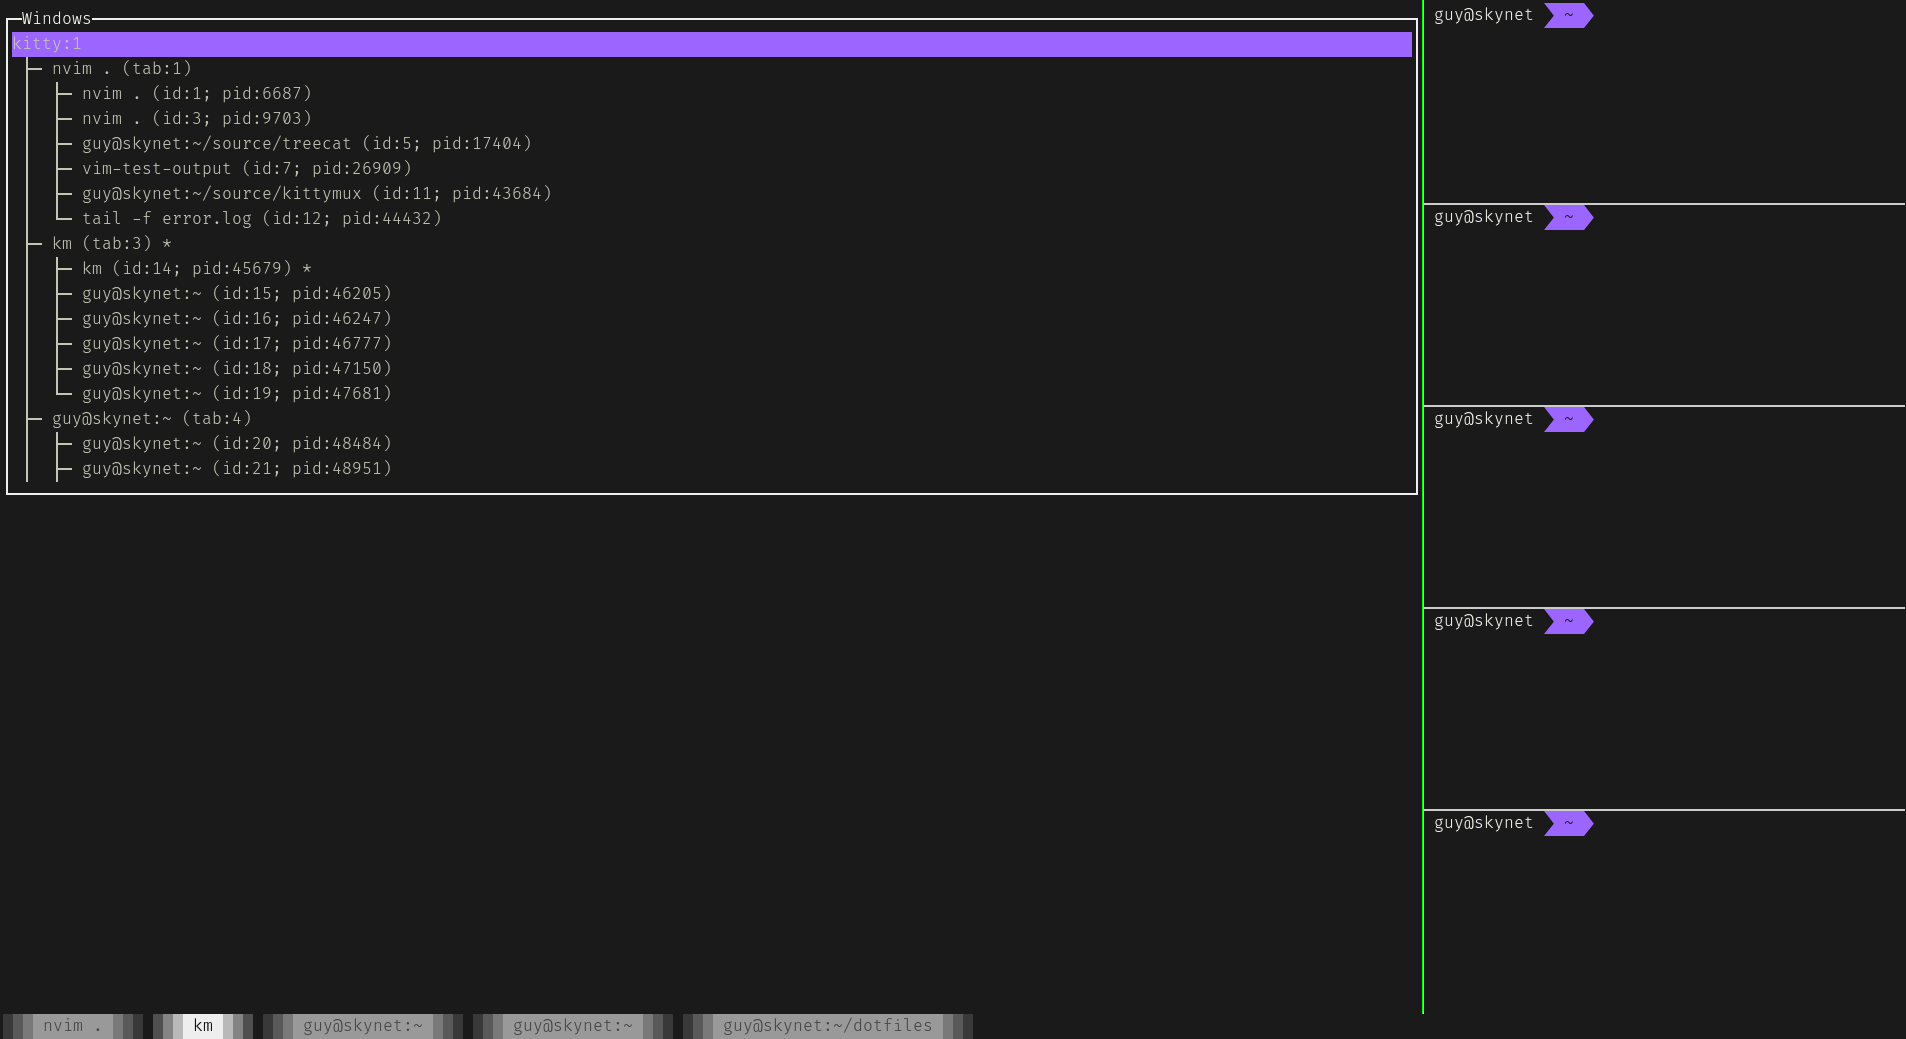 Windows
kitty:1
nvim . (tab:1)
nvim . (id:1; pid:6687)
nvim . (id:3; pid:9703)
guy@skynet:~/source/treecat (id:5; pid:17404)
vim-test-output (id:7; pid:26909)
guy@skynet:~/source/kittymux (id:11; pid:43684)
tail -f error.log (id:12; pid:44432)
km (tab:3) *
km (id:14; pid:45679) *
guy@skynet:~ (id:15; pid:46205)
guy@skynet:~ (id:16; pid:46247)
guy@skynet:~ (id:17; pid:46777)
guy@skynet:~ (id:18; pid:47150)
guy@skynet:~ (id:19; pid:47681)
guy@skynet:~ (tab:4)
guy@skynet:~ (id:20; pid:48484)
guy@skynet:~ (id:21; pid:48951)
guy@skynet ~
guy@skynet ~
guy@skynet ~
guy@skynet ~
guy@skynet ~
nvim . km guy@skynet:~ guy@skynet:~ guy@skynet:~/dotfiles